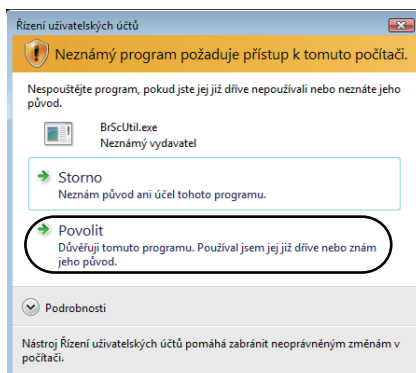 Řízení uživatelských účtů
Neznámý program požaduje přístup k tomuto počítači.
Nespouštějte program, pokud jste jej již dříve nepoužívali nebo neznáte jeho
původ.
BrScUtil.exe
Neznámý vydavatel
Storno
Neznám původ ani účel tohoto programu.
Povolit
Důvěřuji tomuto programu. Používal jsem jej již dříve nebo znám
jeho původ.
Podrobnosti
Nástroj Řízení uživatelských účtů pomáhá zabránit neoprávněným změnám v
počítači.